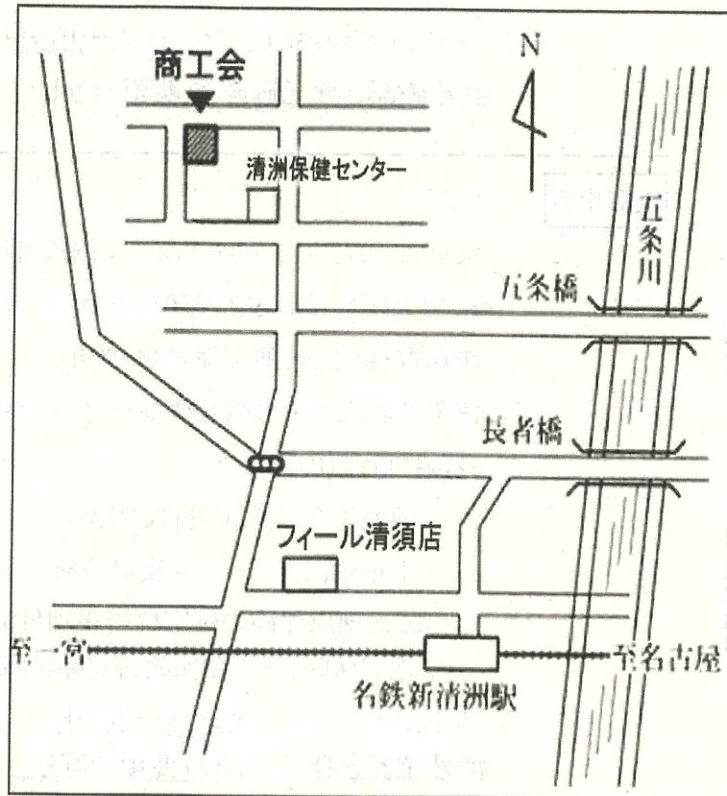 商工会
N
清洲保健センター
五条川
五条橋
長者橋
フィール清須店
至一宮
至名古屋
名鉄新清洲駅